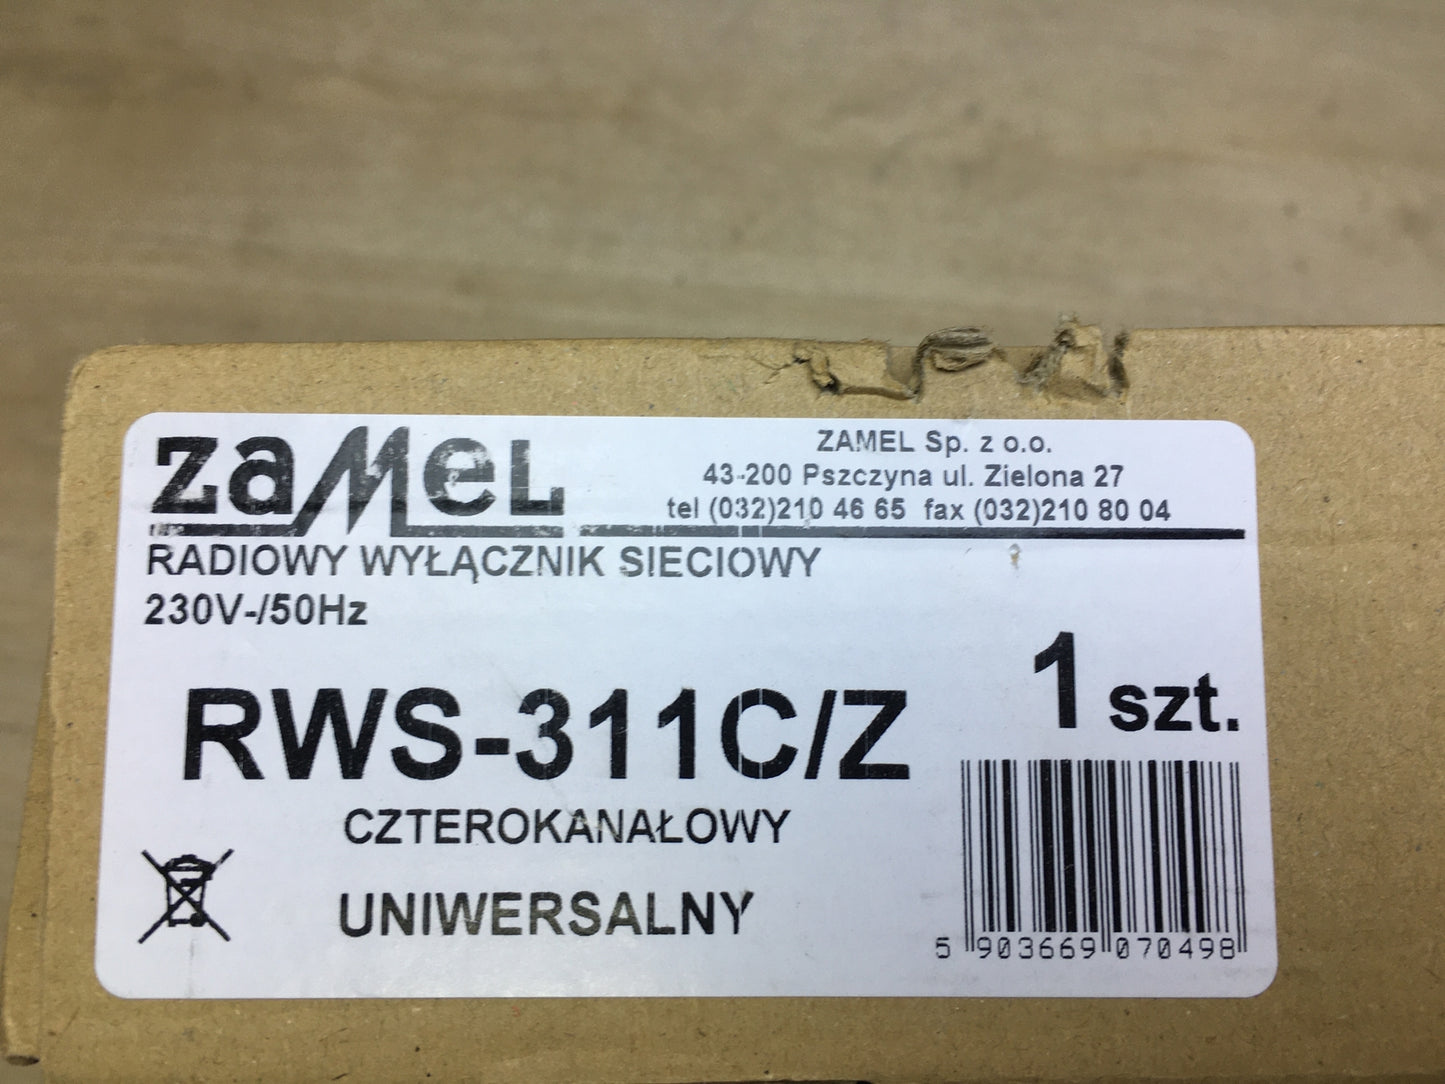 ZAMEL
ZAMEL Sp. z o.o.
43-200 Pszczyna ul. Zielona 27
tel (032)210 46 65 fax (032)210 80 04
RADIOWY WYŁĄCZNIK SIECIOWY
230V-/50Hz
1 szt.
RWS-311C/Z
CZTEROKANAŁOWY
UNIWERSALNY
5 903669 070498